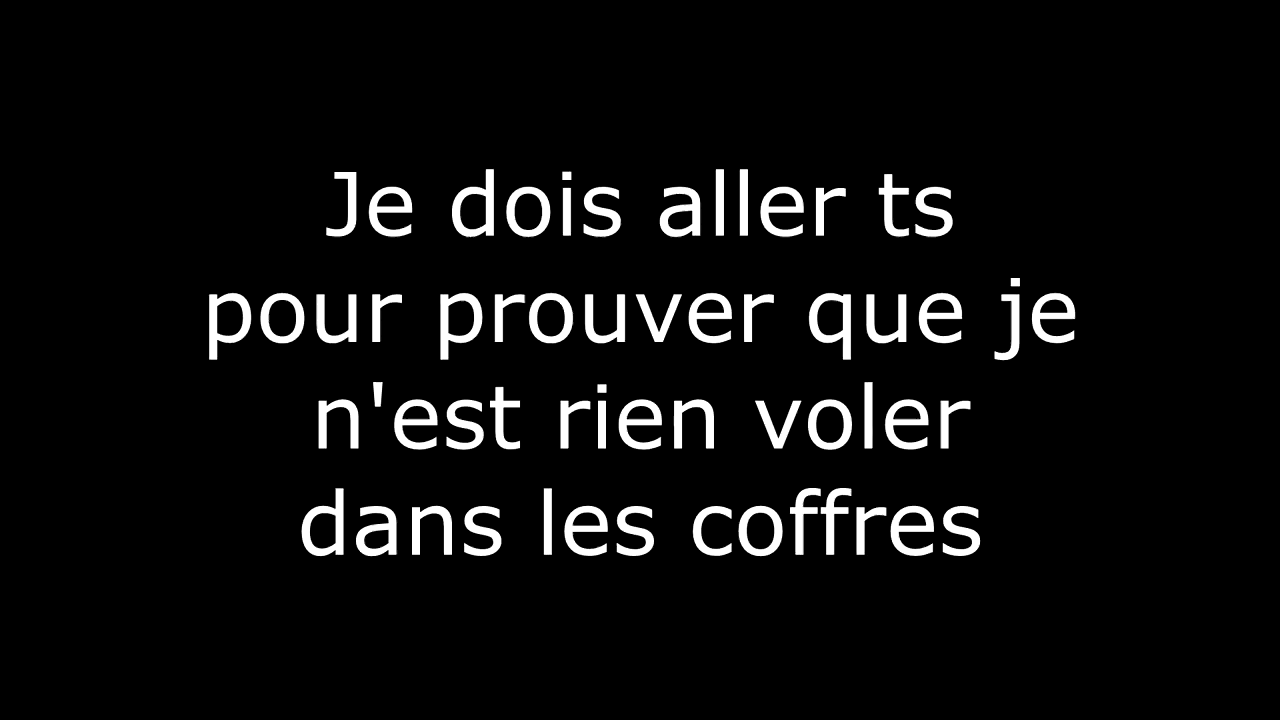 Je dois aller ts
pour prouver que je
n'est rien voler
dans les coffres